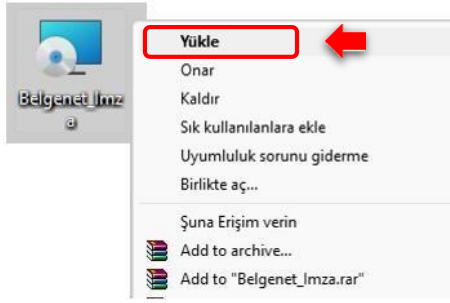 Belgenet_Imz
a
Yükle
Onar
Kaldır
Sık kullanılanlara ekle
Uyumluluk sorunu giderme
Birlikte aç...
Şuna Erişim verin
Add to archive...
Add to "Belgenet_Imza.rar"